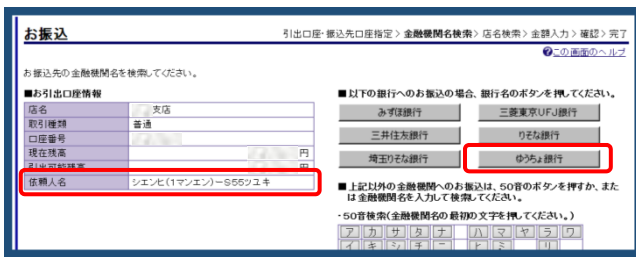 お振込
引出口座・振込先口座指定> 金融機関名検索> 店名検索> 金額入力> 確認> 完了
?この画面のヘルプ
お振込先の金融機関名を検索してください。
■お引出口座情報
店名 支店
取引種類 普通
口座番号
現在残高 円
引出可能残高 円
依頼人名 シエンヒ(1マンエン)-S55ツユキ
■以下の銀行へのお振込の場合、銀行名のボタンを押してください。
みずほ銀行 三菱東京UFJ銀行
三井住友銀行 りそな銀行
埼玉りそな銀行 ゆうちょ銀行
■上記以外の金融機関へのお振込は、50音のボタンを押すか、また
は金融機関名を入力して検索してください。
・50音検索(金融機関名の最初の文字を押してください。)
ア カ サ タ ナ ハ マ ヤ ラ ワ
イ キ シ チ ニ ヒ ミ リ